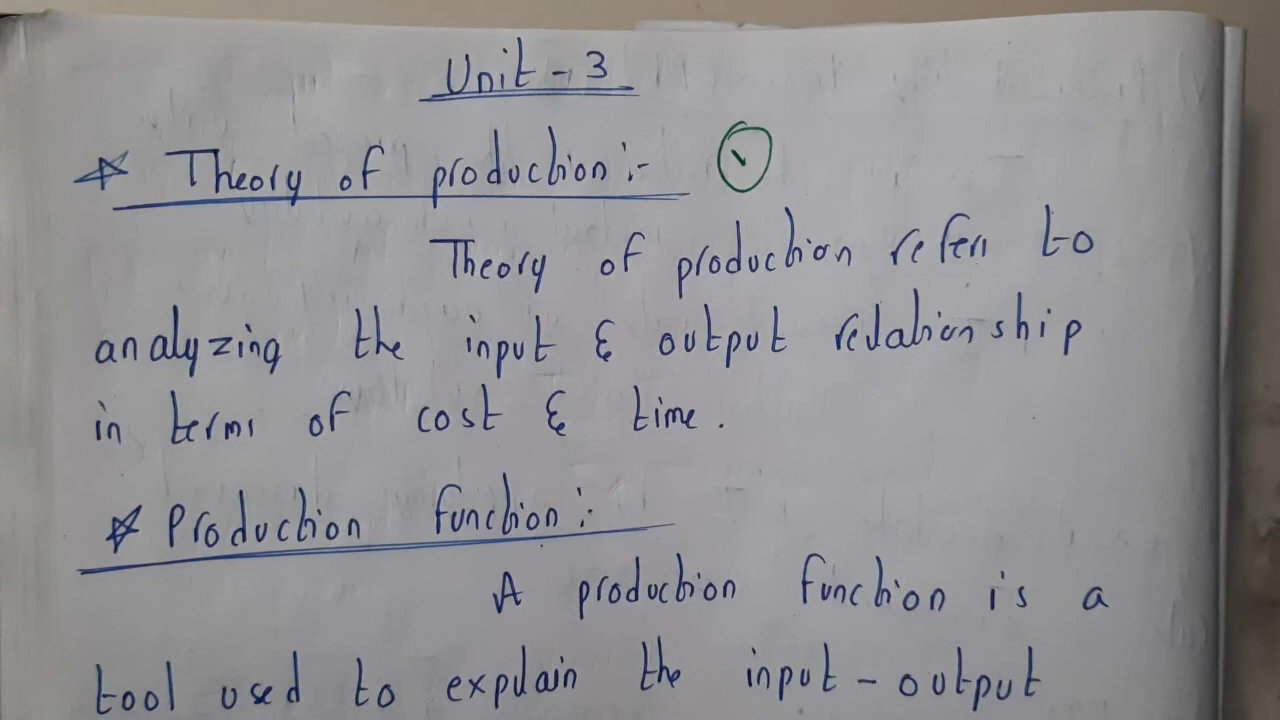 Unit - 3
☆ Theory of production :-
Theory of production refers to
analyzing the input & output relationship
in terms of cost & time.
☆ Production function :-
A production function is a
tool used to explain the input - output